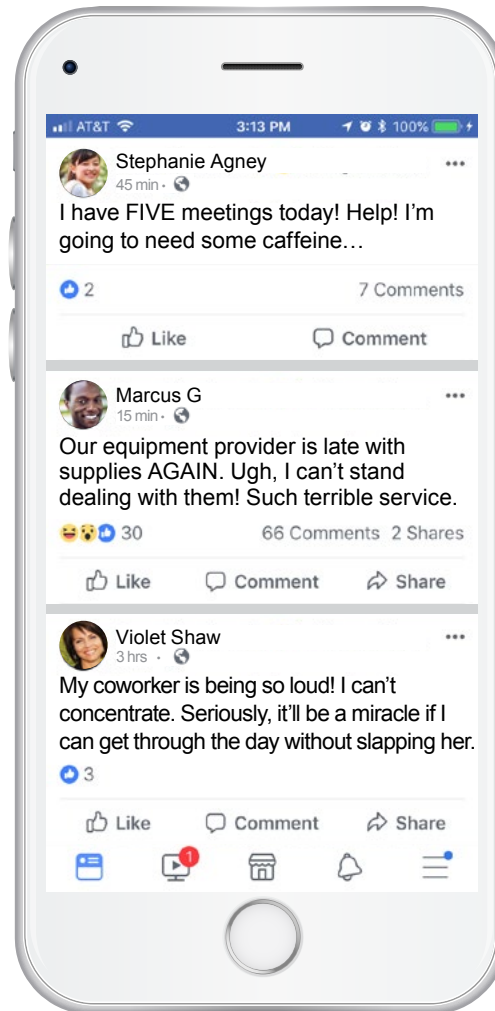 AT&T 3:13 PM 100%
Stephanie Agney
45 min ·
I have FIVE meetings today! Help! I’m
going to need some caffeine…
2 7 Comments
Like Comment
Marcus G
15 min ·
Our equipment provider is late with
supplies AGAIN. Ugh, I can’t stand
dealing with them! Such terrible service.
30 66 Comments 2 Shares
Like Comment Share
Violet Shaw
3 hrs ·
My coworker is being so loud! I can’t
concentrate. Seriously, it’ll be a miracle if I
can get through the day without slapping her.
3
Like Comment Share
1